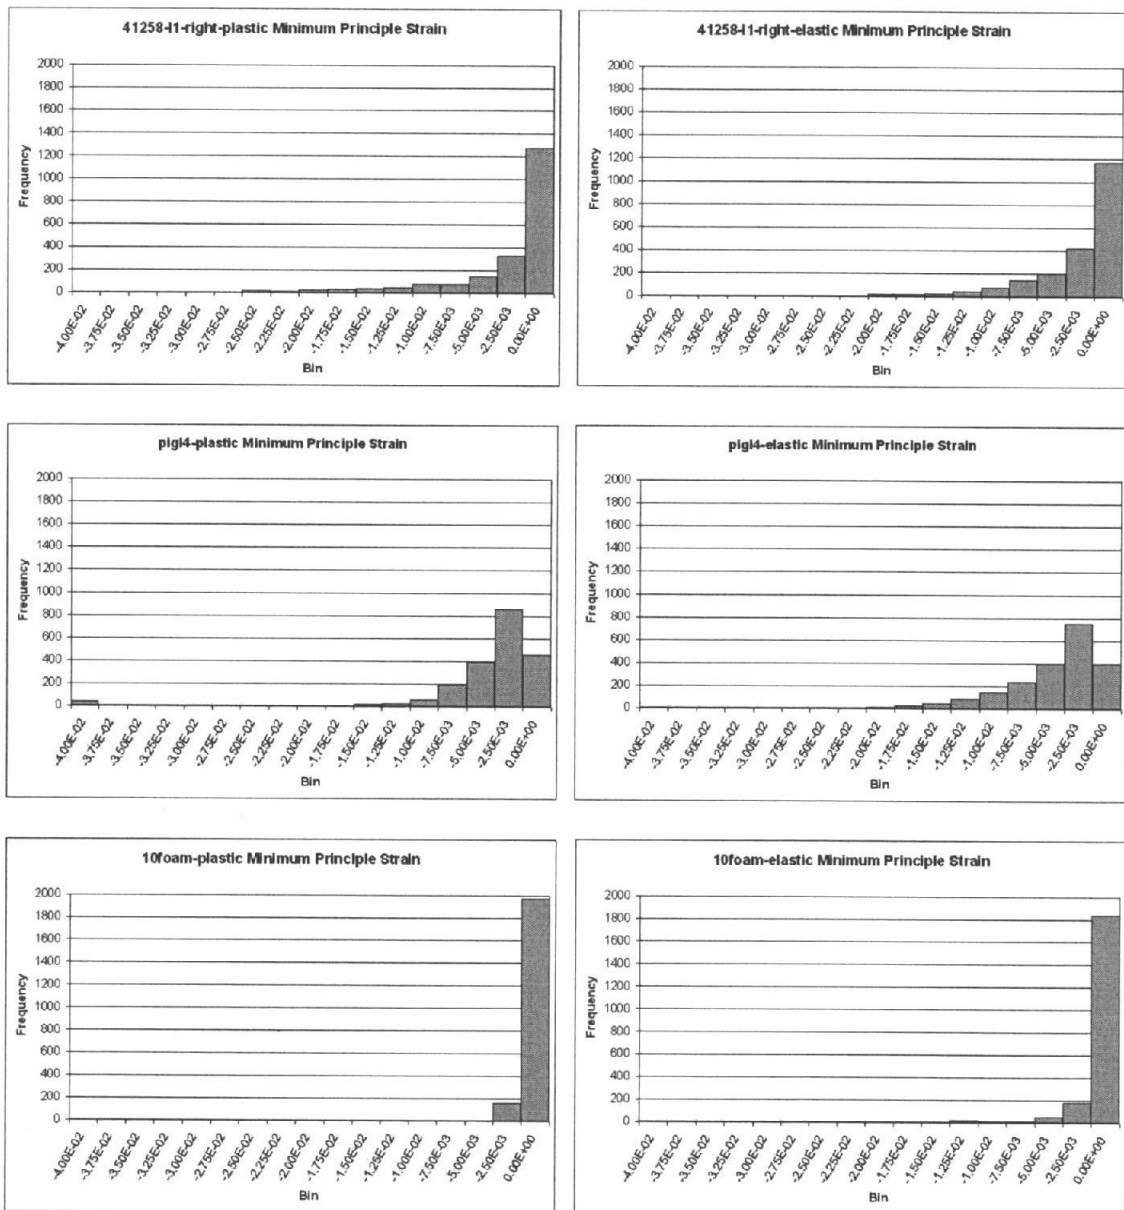 41258-l1-right-plastic Minimum Principle Strain
Frequency
2000
1800
1600
1400
1200
1000
800
600
400
200
0
-4.00E-02
-3.75E-02
-3.50E-02
-3.25E-02
-3.00E-02
-2.75E-02
-2.50E-02
-2.25E-02
-2.00E-02
-1.75E-02
-1.50E-02
-1.25E-02
-1.00E-02
-7.50E-03
-5.00E-03
-2.50E-03
0.00E+00
Bin
41258-l1-right-elastic Minimum Principle Strain
Frequency
2000
1800
1600
1400
1200
1000
800
600
400
200
0
-4.00E-02
-3.75E-02
-3.50E-02
-3.25E-02
-3.00E-02
-2.75E-02
-2.50E-02
-2.25E-02
-2.00E-02
-1.75E-02
-1.50E-02
-1.25E-02
-1.00E-02
-7.50E-03
-5.00E-03
-2.50E-03
0.00E+00
Bin
pigl4-plastic Minimum Principle Strain
Frequency
2000
1800
1600
1400
1200
1000
800
600
400
200
0
-4.00E-02
-3.75E-02
-3.50E-02
-3.25E-02
-3.00E-02
-2.75E-02
-2.50E-02
-2.25E-02
-2.00E-02
-1.75E-02
-1.50E-02
-1.25E-02
-1.00E-02
-7.50E-03
-5.00E-03
-2.50E-03
0.00E+00
Bin
pigl4-elastic Minimum Principle Strain
Frequency
2000
1800
1600
1400
1200
1000
800
600
400
200
0
-4.00E-02
-3.75E-02
-3.50E-02
-3.25E-02
-3.00E-02
-2.75E-02
-2.50E-02
-2.25E-02
-2.00E-02
-1.75E-02
-1.50E-02
-1.25E-02
-1.00E-02
-7.50E-03
-5.00E-03
-2.50E-03
0.00E+00
Bin
10foam-plastic Minimum Principle Strain
Frequency
2000
1800
1600
1400
1200
1000
800
600
400
200
0
-4.00E-02
-3.75E-02
-3.50E-02
-3.25E-02
-3.00E-02
-2.75E-02
-2.50E-02
-2.25E-02
-2.00E-02
-1.75E-02
-1.50E-02
-1.25E-02
-1.00E-02
-7.50E-03
-5.00E-03
-2.50E-03
0.00E+00
Bin
10foam-elastic Minimum Principle Strain
Frequency
2000
1800
1600
1400
1200
1000
800
600
400
200
0
-4.00E-02
-3.75E-02
-3.50E-02
-3.25E-02
-3.00E-02
-2.75E-02
-2.50E-02
-2.25E-02
-2.00E-02
-1.75E-02
-1.50E-02
-1.25E-02
-1.00E-02
-7.50E-03
-5.00E-03
-2.50E-03
0.00E+00
Bin